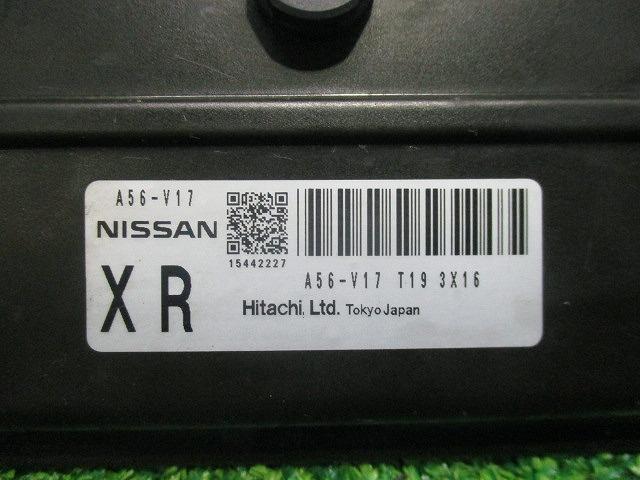 A56-V17
NISSAN
15442227
XR
A56-V17 T19 3X16
Hitachi, Ltd. Tokyo Japan